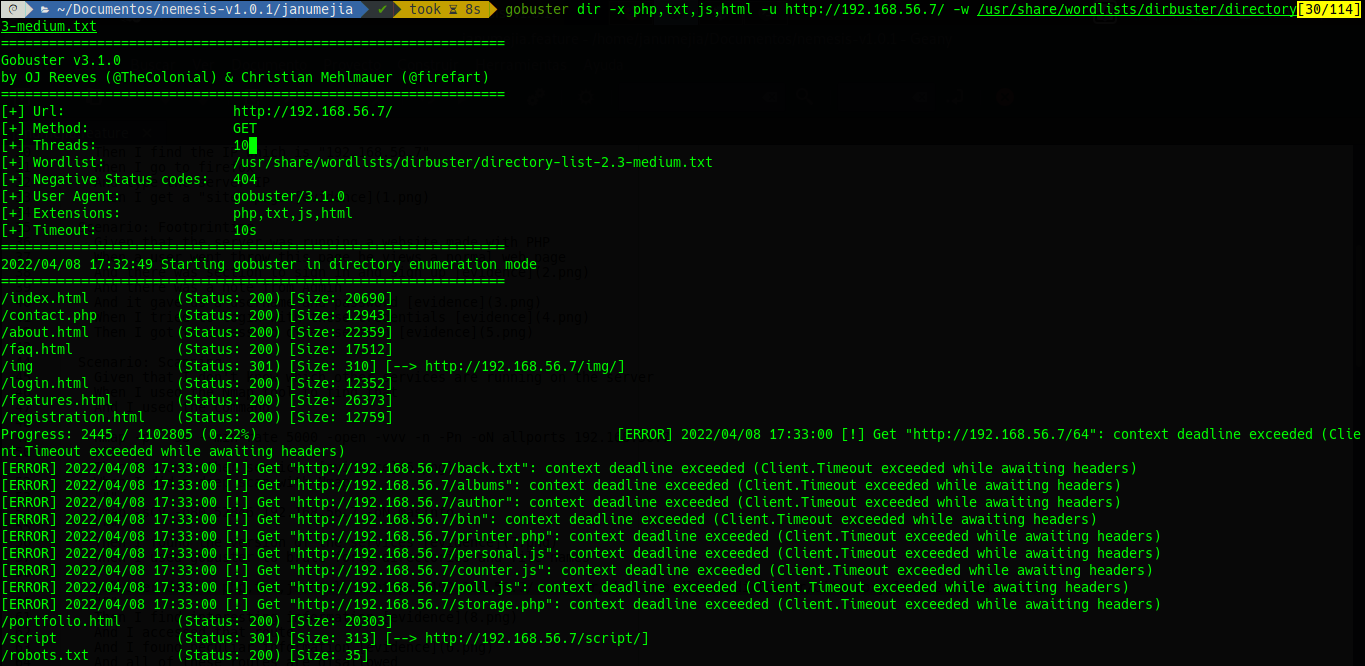 ~/Documentos/nemesis-v1.0.1/janumejia ✔ took ⧖ 8s gobuster dir -x php,txt,js,html -u http://192.168.56.7/ -w /usr/share/wordlists/dirbuster/directory[30/114]
3-medium.txt
===============================================================
Gobuster v3.1.0
by OJ Reeves (@TheColonial) & Christian Mehlmauer (@firefart)
===============================================================
[+] Url: http://192.168.56.7/
[+] Method: GET
[+] Threads: 10
[+] Wordlist: /usr/share/wordlists/dirbuster/directory-list-2.3-medium.txt
[+] Negative Status codes: 404
[+] User Agent: gobuster/3.1.0
[+] Extensions: php,txt,js,html
[+] Timeout: 10s
===============================================================
2022/04/08 17:32:49 Starting gobuster in directory enumeration mode
===============================================================
/index.html (Status: 200) [Size: 20690]
/contact.php (Status: 200) [Size: 12943]
/about.html (Status: 200) [Size: 22359]
/faq.html (Status: 200) [Size: 17512]
/img (Status: 301) [Size: 310] [--> http://192.168.56.7/img/]
/login.html (Status: 200) [Size: 12352]
/features.html (Status: 200) [Size: 26373]
/registration.html (Status: 200) [Size: 12759]
Progress: 2445 / 1102805 (0.22%) [ERROR] 2022/04/08 17:33:00 [!] Get "http://192.168.56.7/64": context deadline exceeded (Clie
nt.Timeout exceeded while awaiting headers)
[ERROR] 2022/04/08 17:33:00 [!] Get "http://192.168.56.7/back.txt": context deadline exceeded (Client.Timeout exceeded while awaiting headers)
[ERROR] 2022/04/08 17:33:00 [!] Get "http://192.168.56.7/albums": context deadline exceeded (Client.Timeout exceeded while awaiting headers)
[ERROR] 2022/04/08 17:33:00 [!] Get "http://192.168.56.7/author": context deadline exceeded (Client.Timeout exceeded while awaiting headers)
[ERROR] 2022/04/08 17:33:00 [!] Get "http://192.168.56.7/bin": context deadline exceeded (Client.Timeout exceeded while awaiting headers)
[ERROR] 2022/04/08 17:33:00 [!] Get "http://192.168.56.7/printer.php": context deadline exceeded (Client.Timeout exceeded while awaiting headers)
[ERROR] 2022/04/08 17:33:00 [!] Get "http://192.168.56.7/personal.js": context deadline exceeded (Client.Timeout exceeded while awaiting headers)
[ERROR] 2022/04/08 17:33:00 [!] Get "http://192.168.56.7/counter.js": context deadline exceeded (Client.Timeout exceeded while awaiting headers)
[ERROR] 2022/04/08 17:33:00 [!] Get "http://192.168.56.7/poll.js": context deadline exceeded (Client.Timeout exceeded while awaiting headers)
[ERROR] 2022/04/08 17:33:00 [!] Get "http://192.168.56.7/storage.php": context deadline exceeded (Client.Timeout exceeded while awaiting headers)
/portfolio.html (Status: 200) [Size: 20303]
/script (Status: 301) [Size: 313] [--> http://192.168.56.7/script/]
/robots.txt (Status: 200) [Size: 35]